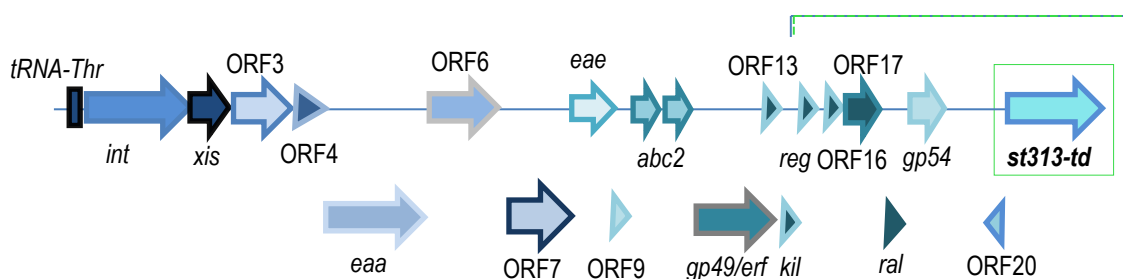 tRNA-Thr
ORF3
ORF6
eae
ORF13
ORF17
int
xis
ORF4
abc2
reg
ORF16
gp54
st313-td
eaa
ORF7
ORF9
gp49/erf
kil
ral
ORF20